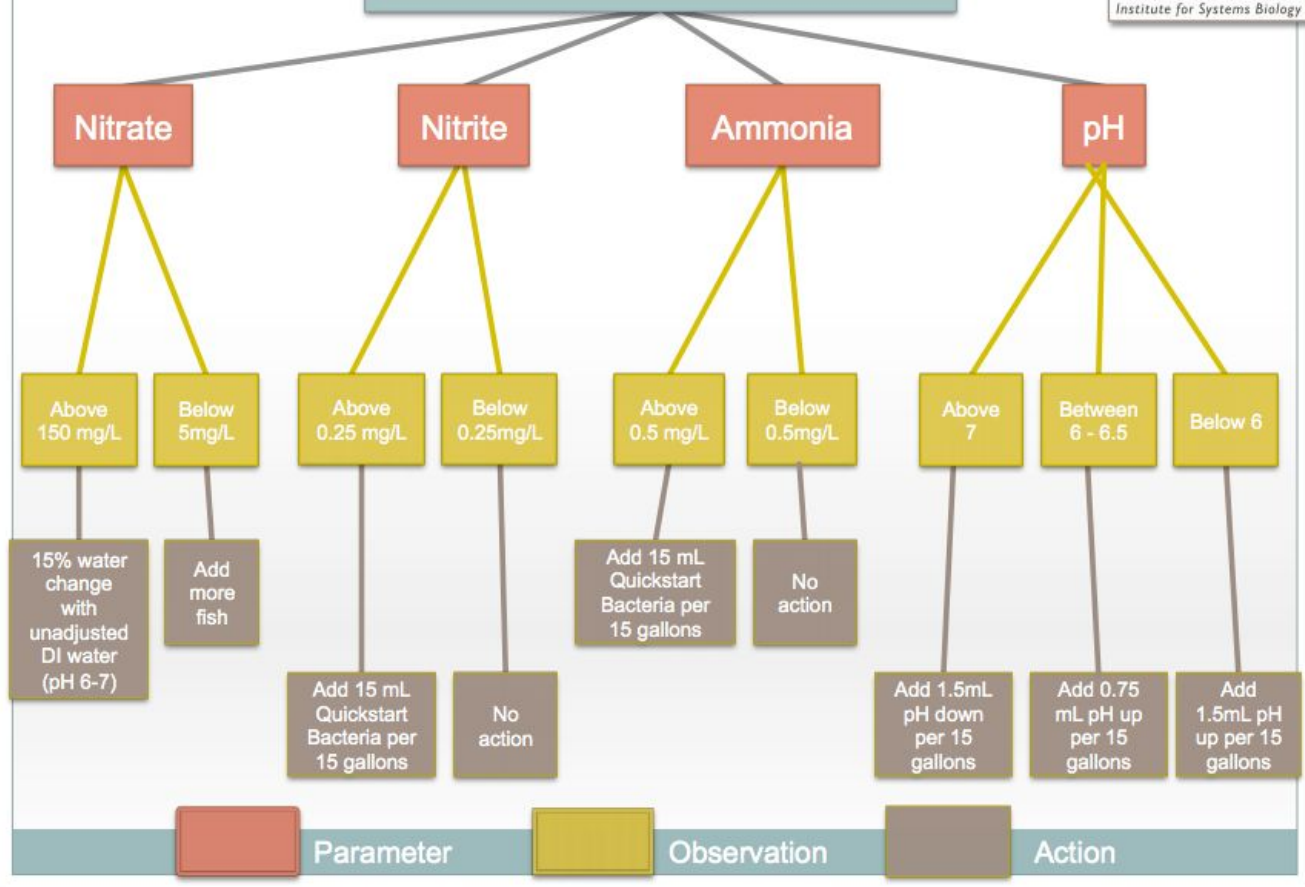 Institute for Systems Biology
Nitrate
Nitrite
Ammonia
pH
Above
150 mg/L
Below
5mg/L
Above
0.25 mg/L
Below
0.25mg/L
Above
0.5 mg/L
Below
0.5mg/L
Above
7
Between
6 - 6.5
Below 6
15% water
change
with
unadjusted
DI water
(pH 6-7)
Add
more
fish
Add 15 mL
Quickstart
Bacteria per
15 gallons
No
action
Add 15 mL
Quickstart
Bacteria per
15 gallons
No
action
Add 1.5mL
pH down
per 15
gallons
Add 0.75
mL pH up
per 15
gallons
Add
1.5mL pH
up per 15
gallons
Parameter
Observation
Action